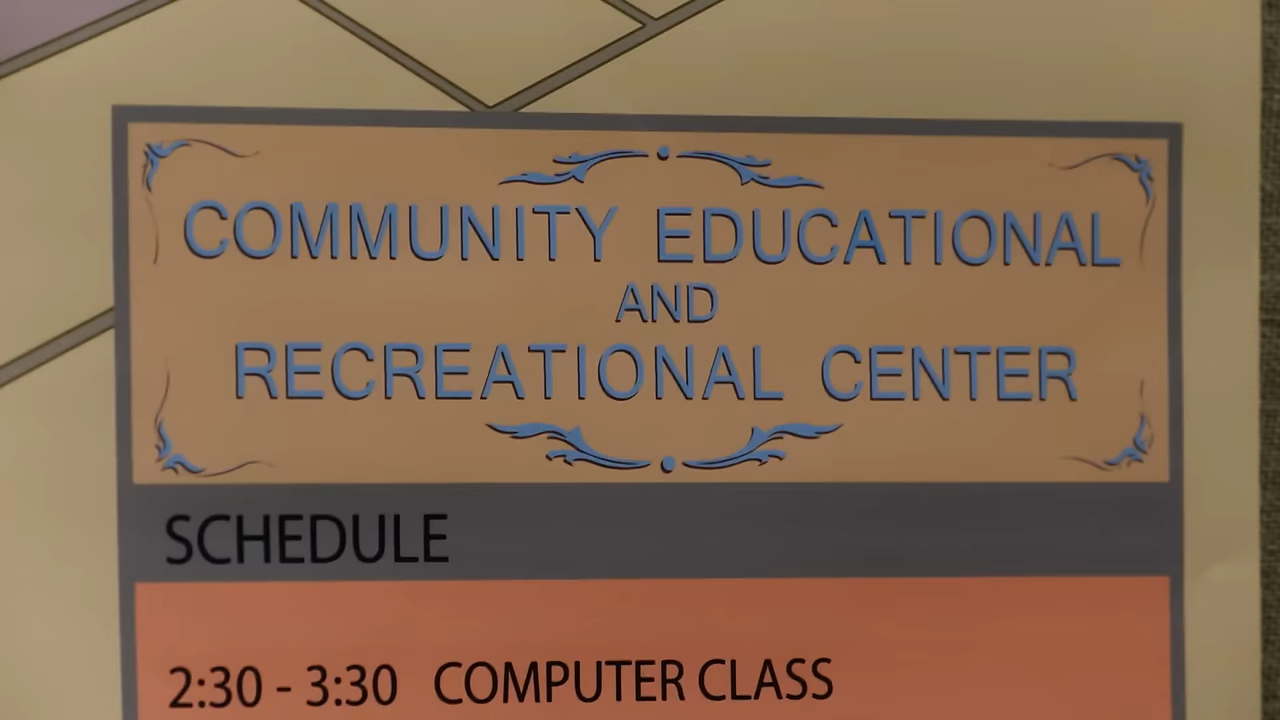 COMMUNITY EDUCATIONAL
AND
RECREATIONAL CENTER
SCHEDULE
2:30 - 3:30 COMPUTER CLASS